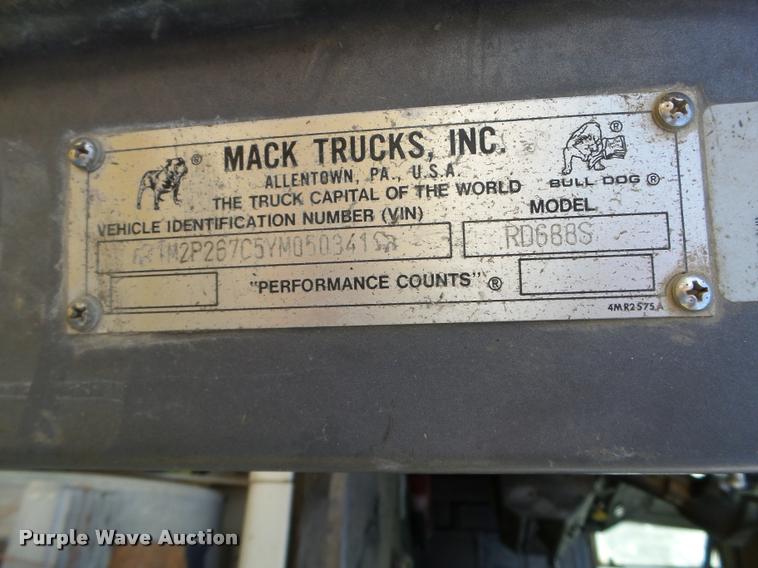 MACK TRUCKS, INC.
ALLENTOWN, PA., U.S.A.
THE TRUCK CAPITAL OF THE WORLD
BULL DOG ®
VEHICLE IDENTIFICATION NUMBER (VIN)
MODEL
1M2P267C5YM050341
RD688S
"PERFORMANCE COUNTS" ®
4MR2575A
Purple Wave Auction